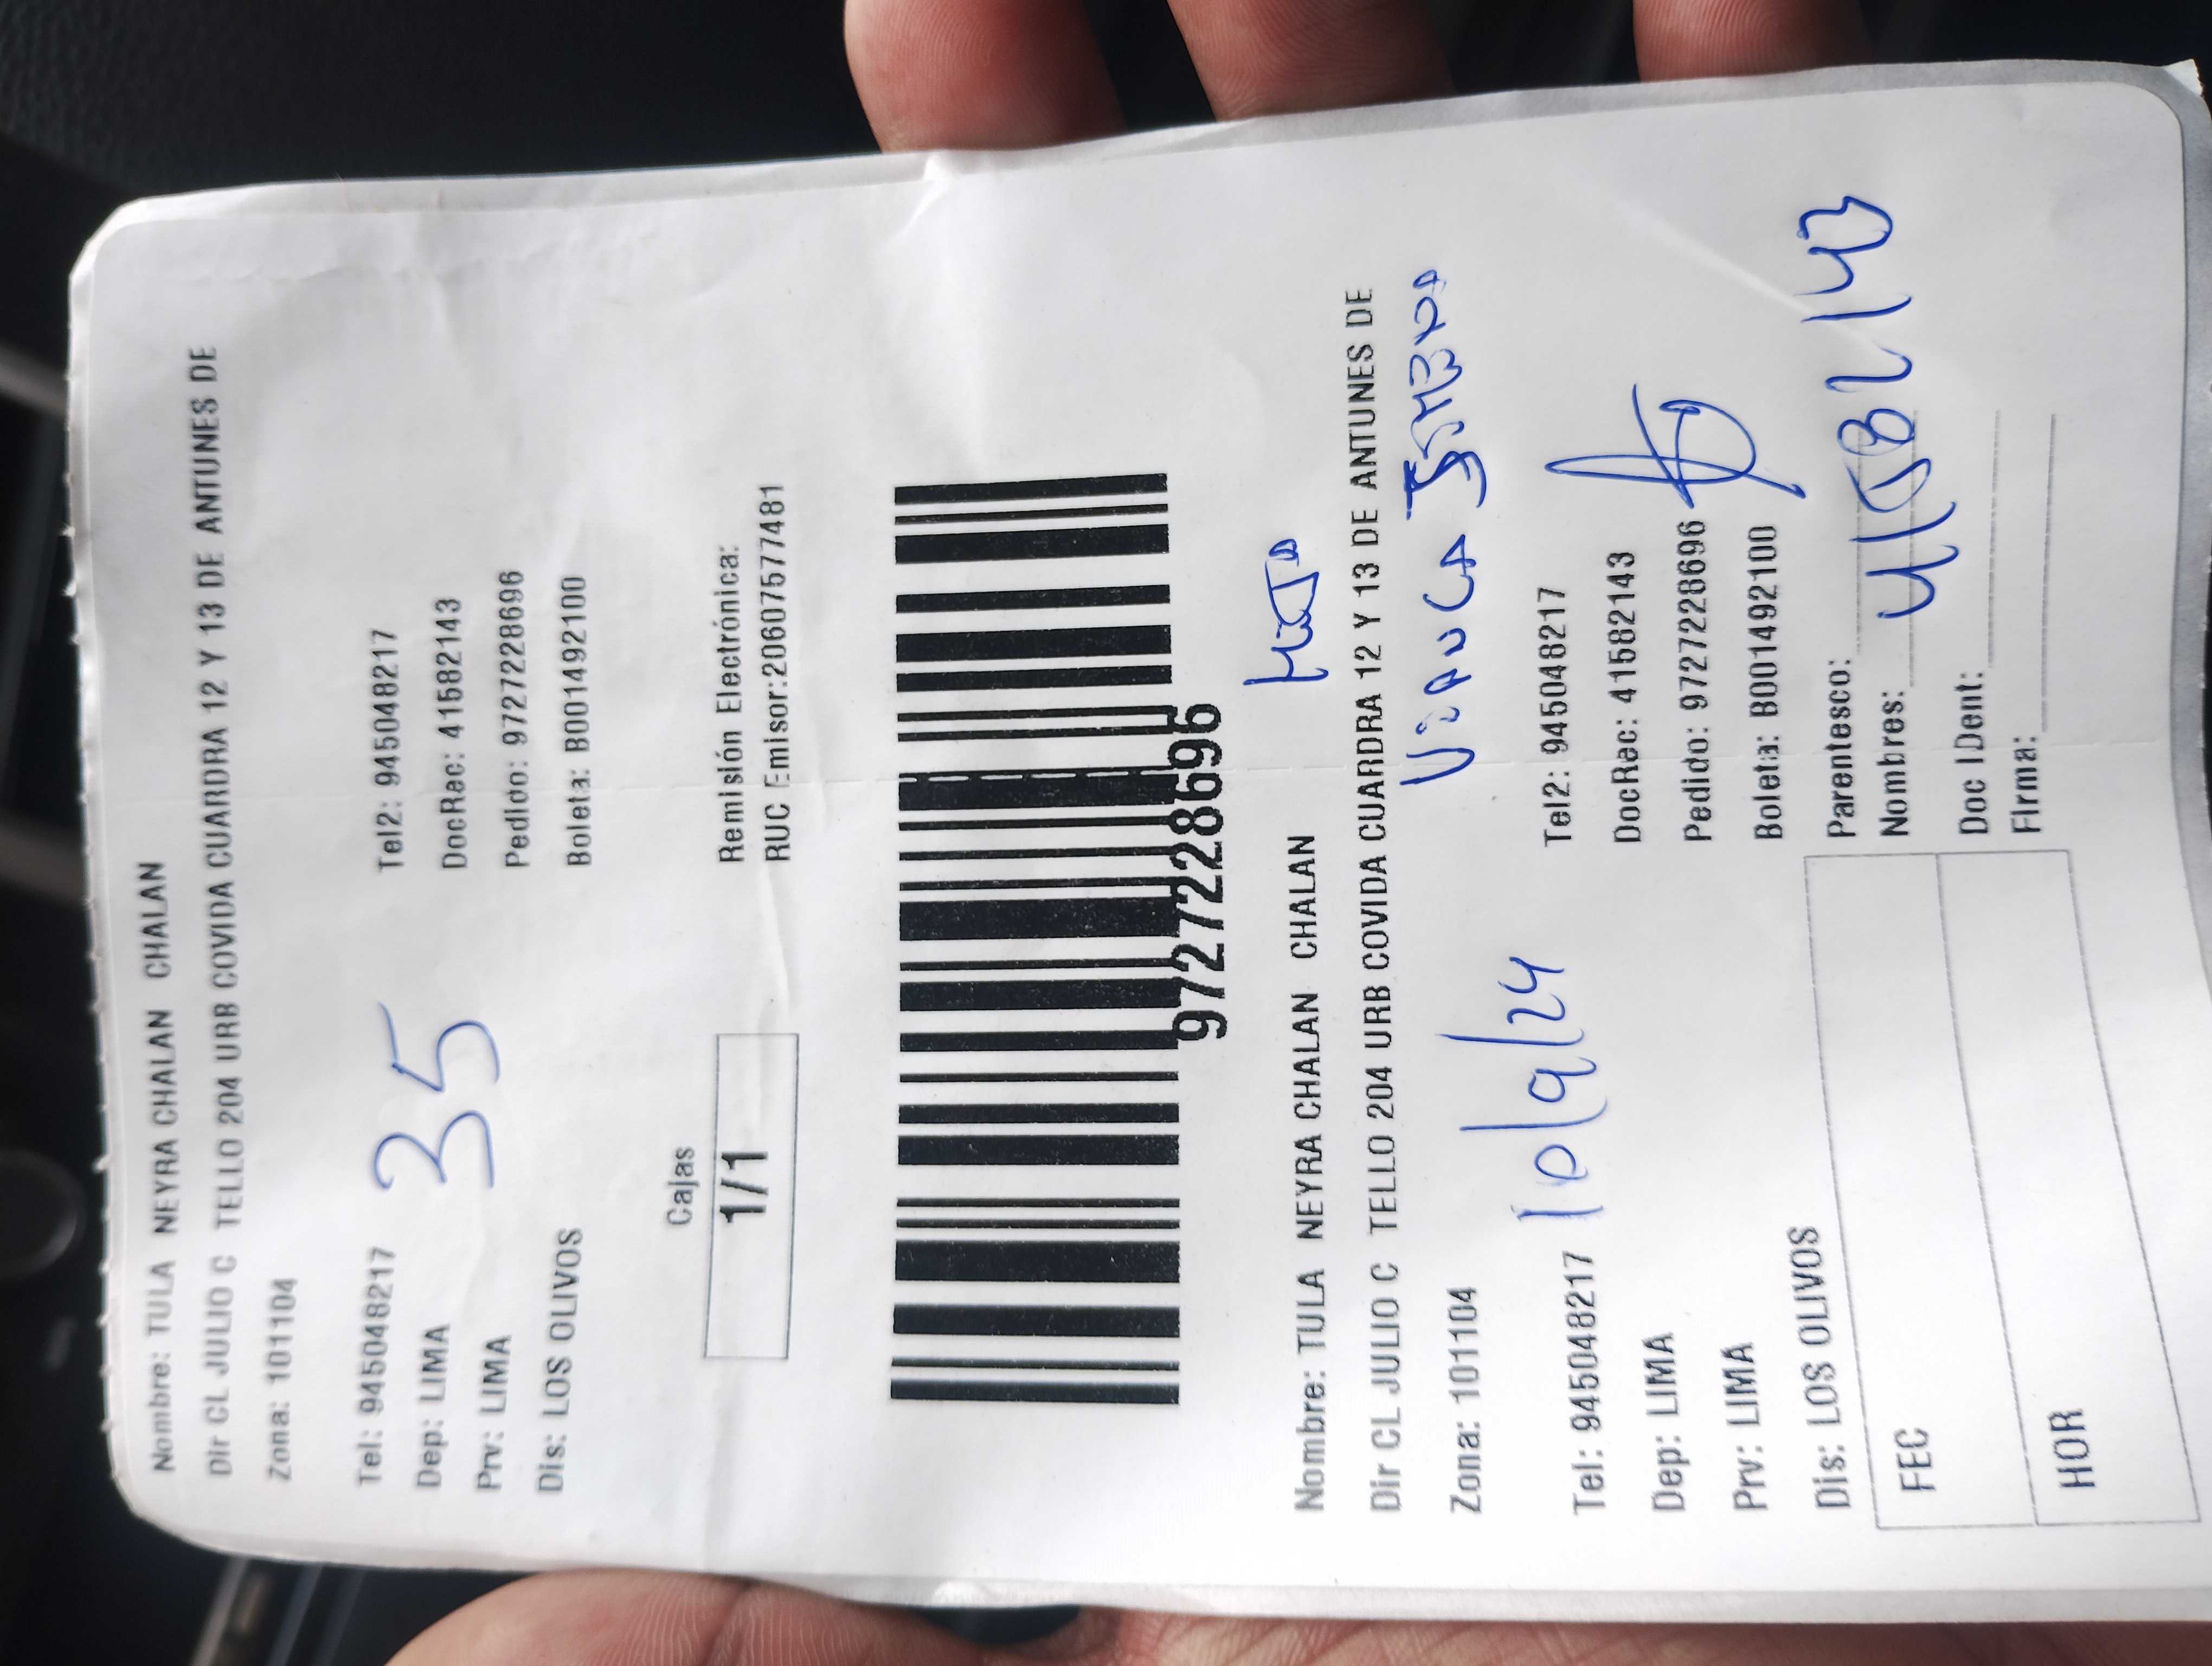 Nombre: TULA NEYRA CHALAN CHALAN
Dir CL JULIO C TELLO 204 URB COVIDA CUARDRA 12 Y 13 DE ANTUNES DE
Zona: 101104
Tel: 945048217 Tel2: 945048217
Dep: LIMA DocRec: 41582143
Prv: LIMA Pedido: 9727228696
Dis: LOS OLIVOS Boleta: B001492100
35
Cajas Remisión Electrónica:
1/1 RUC Emisor:20607577481
9727228696
Nombre: TULA NEYRA CHALAN CHALAN
Dir CL JULIO C TELLO 204 URB COVIDA CUARDRA 12 Y 13 DE ANTUNES DE
Zona: 101104
10/9/24
Tel: 945048217 Tel2: 945048217
Dep: LIMA DocRec: 41582143
Prv: LIMA Pedido: 9727228696
Dis: LOS OLIVOS Boleta: B001492100
FEC Parentesco:
Nombres: 41582143
HOR Doc IDent:
Firma: